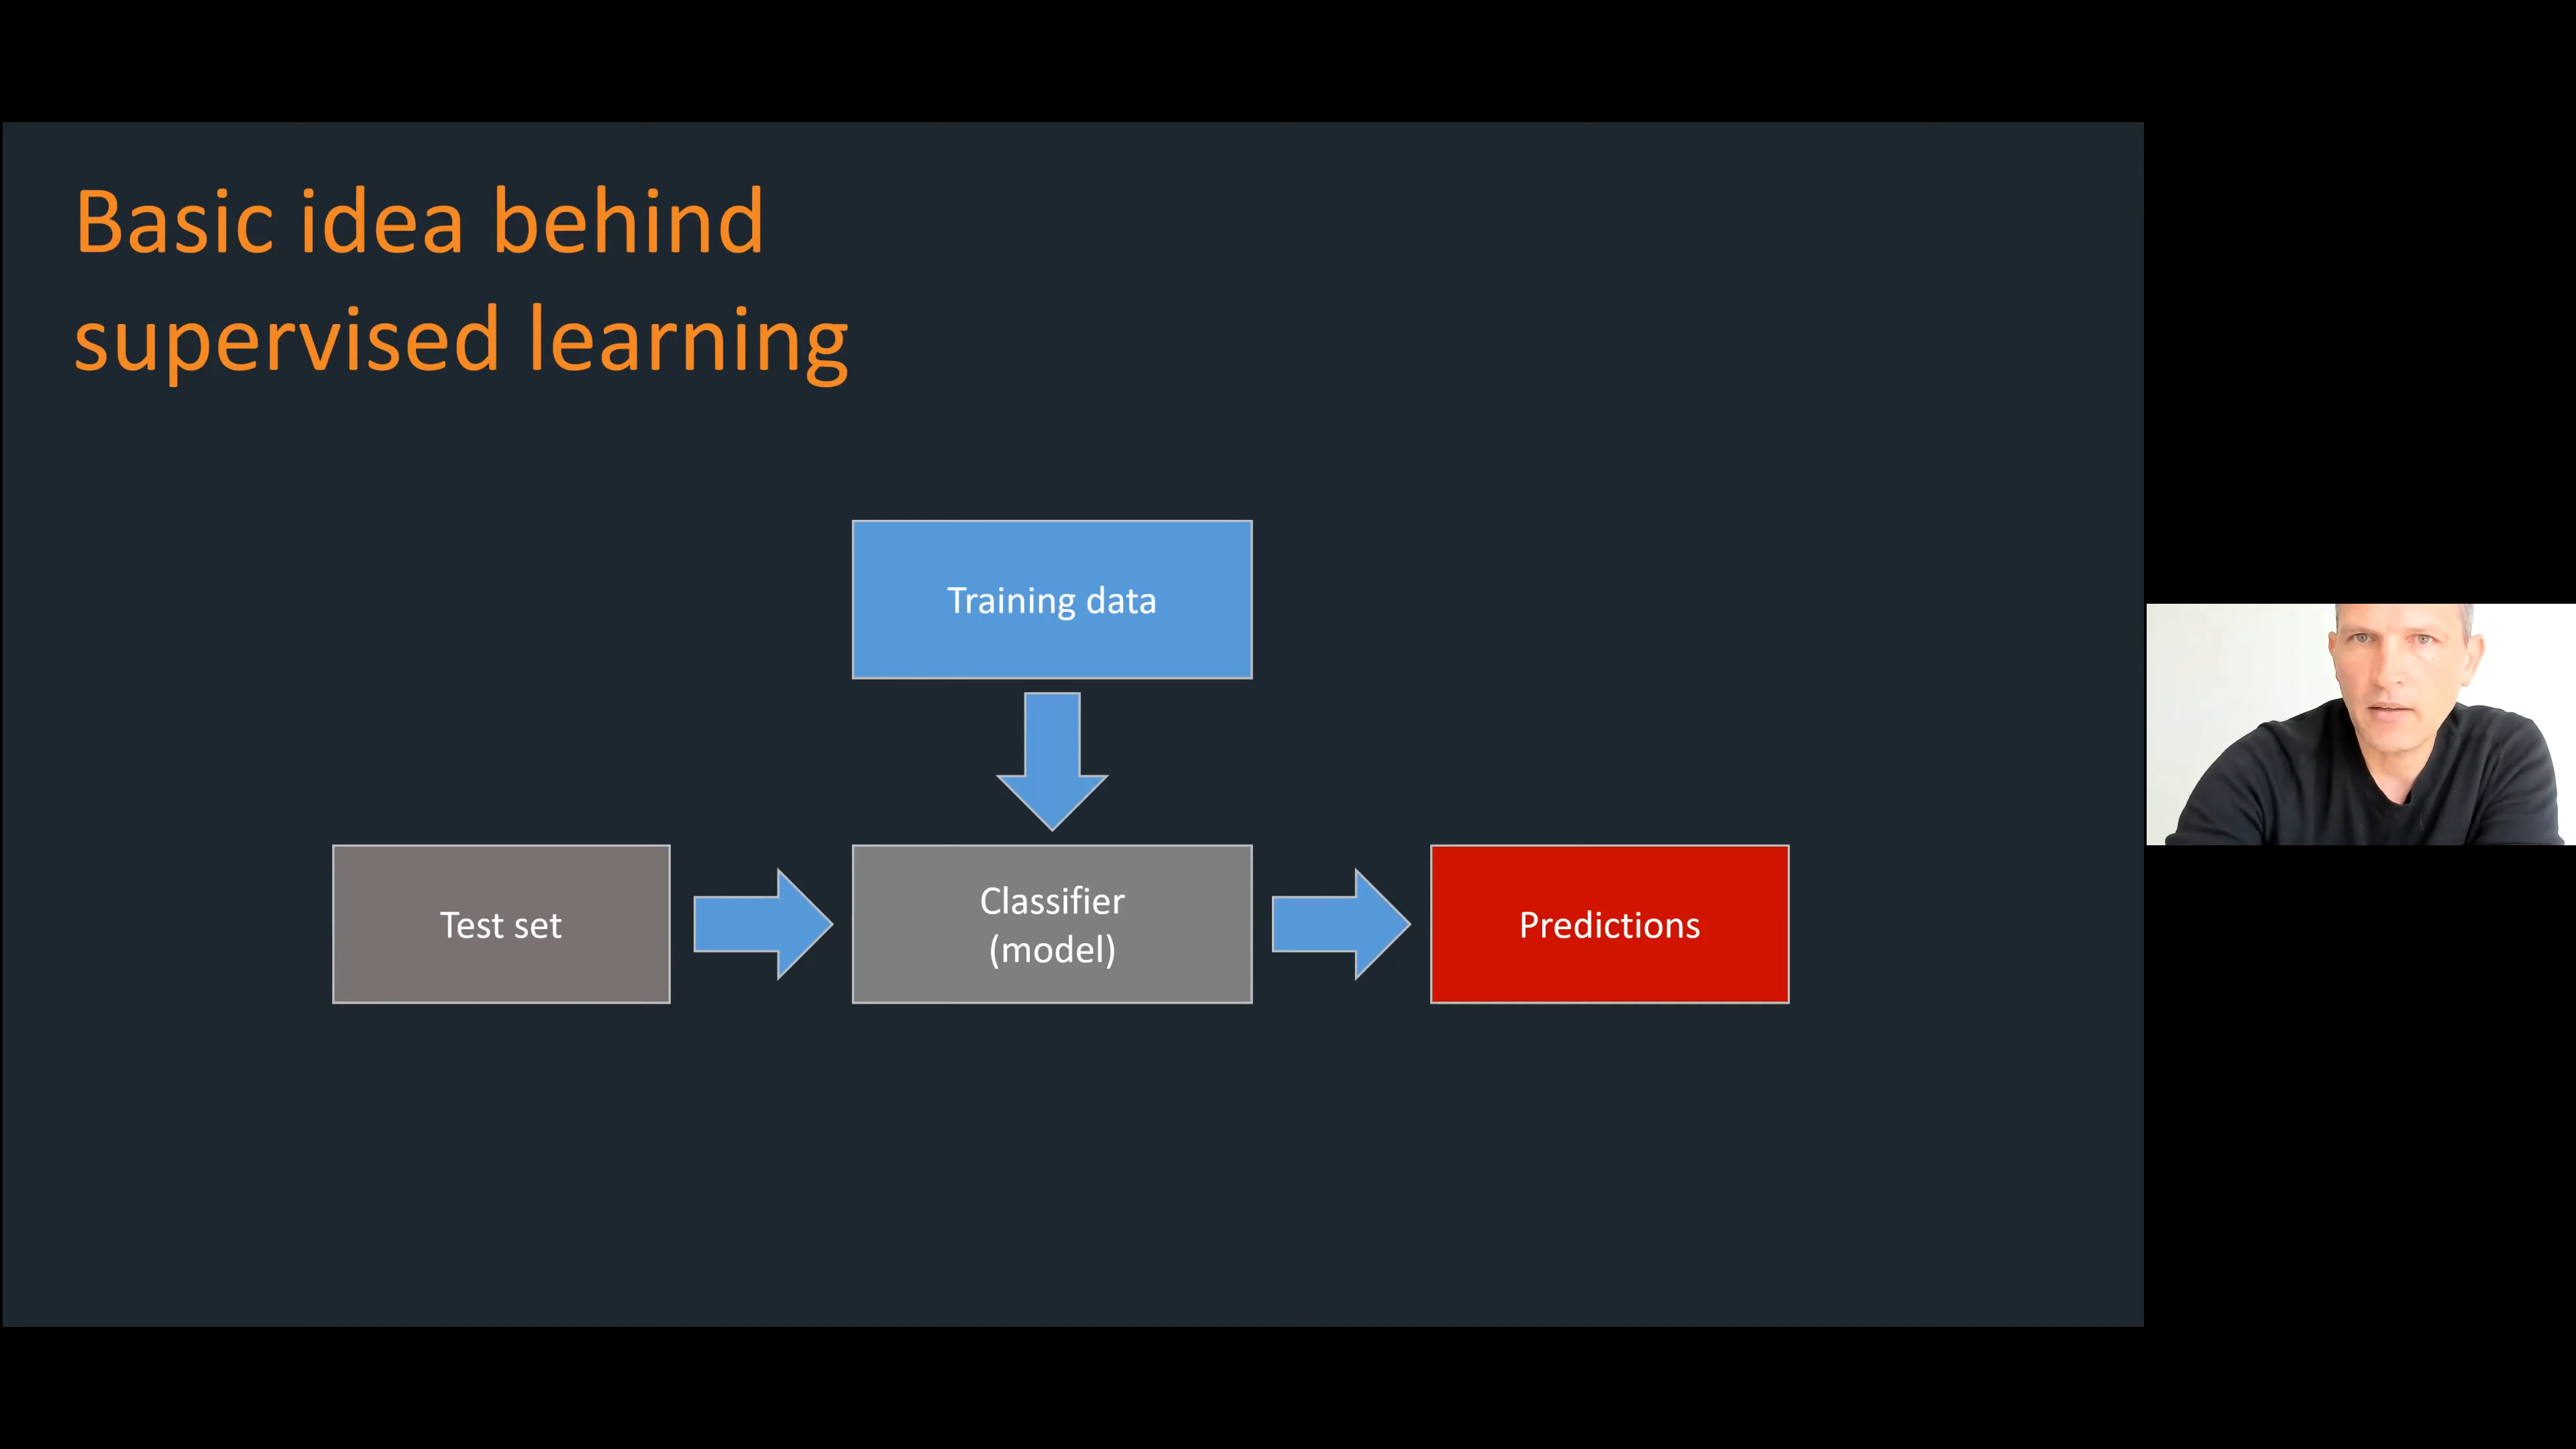 Basic idea behind
supervised learning
Training data
Test set
Classifier
(model)
Predictions